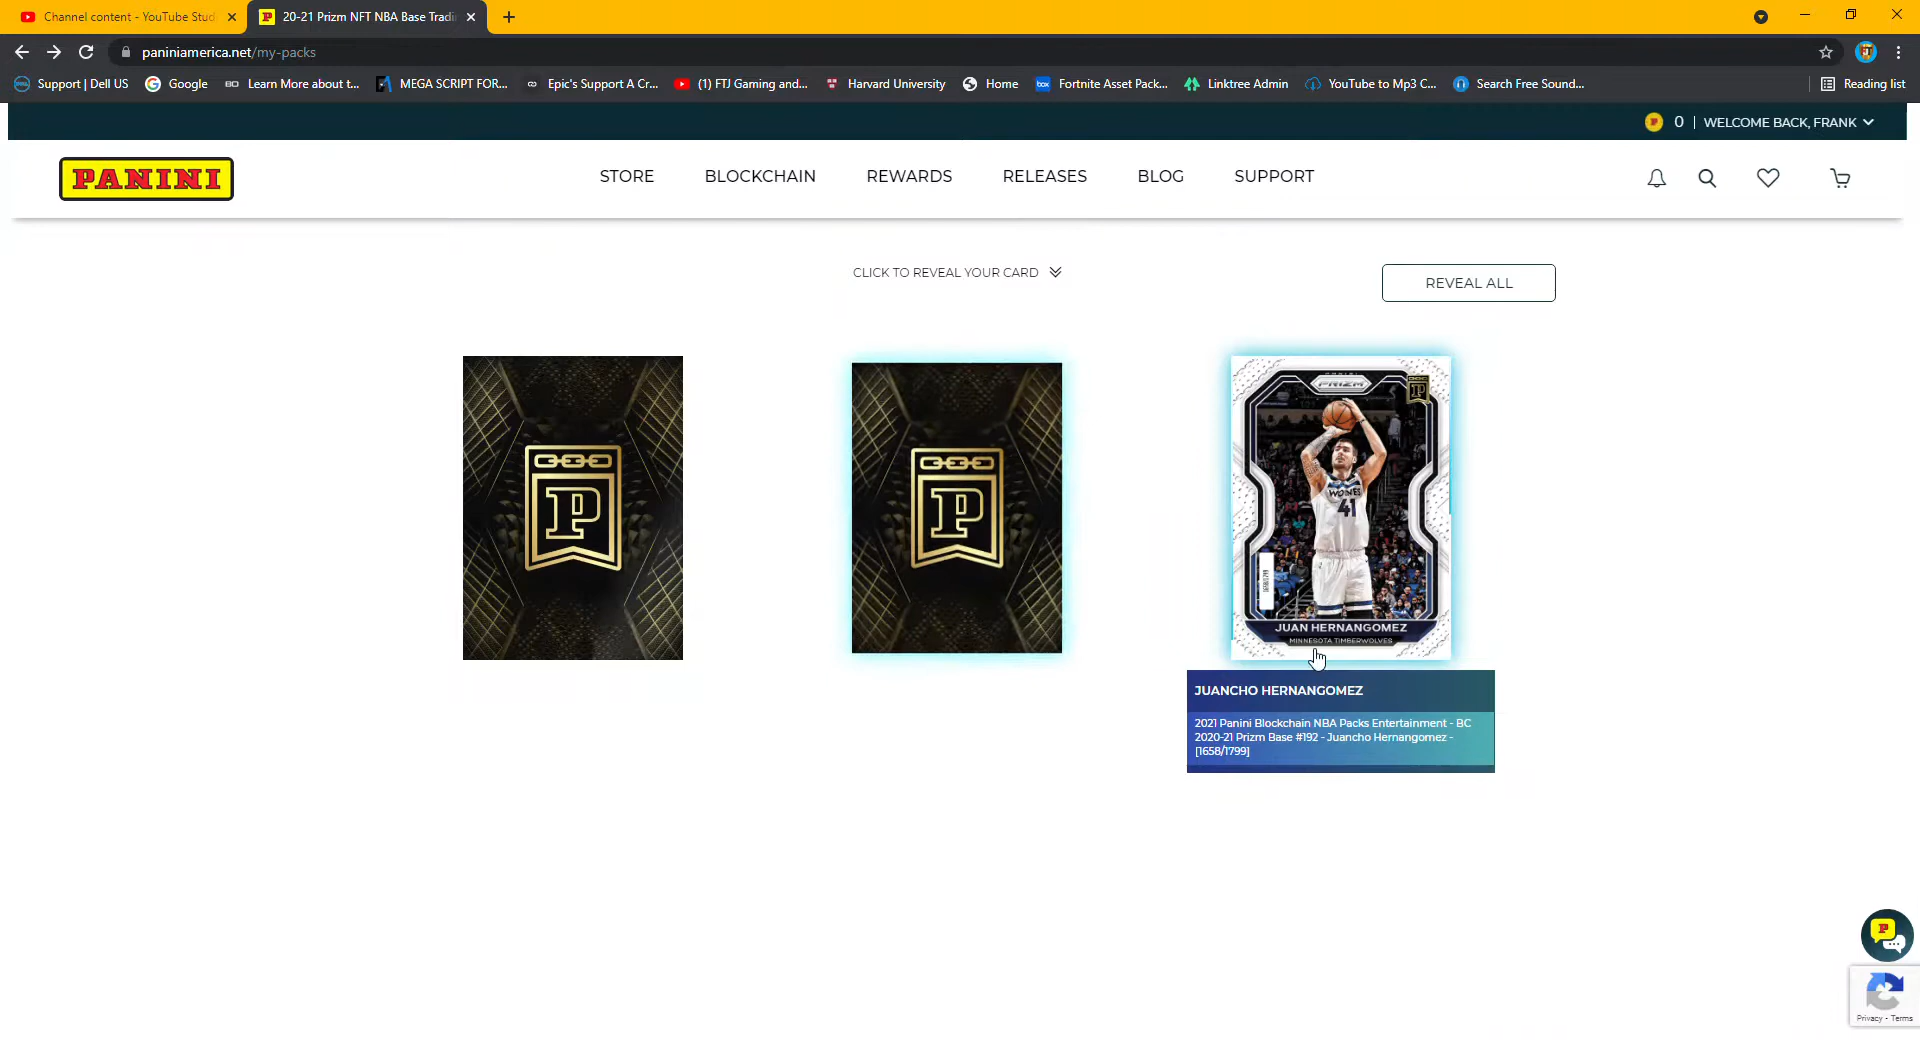 Channel content - YouTube Stud
20-21 Prizm NFT NBA Base Tradi
paniniamerica.net/my-packs
Support | Dell US
Google
Learn More about t...
MEGA SCRIPT FOR...
Epic's Support A Cr...
(1) FTJ Gaming and...
Harvard University
Home
box
Fortnite Asset Pack...
Linktree Admin
YouTube to Mp3 C...
Search Free Sound...
Reading list
0 | WELCOME BACK, FRANK
PANINI
STORE
BLOCKCHAIN
REWARDS
RELEASES
BLOG
SUPPORT
CLICK TO REVEAL YOUR CARD
REVEAL ALL
P
P
PANINI
PRIZM
P
WOLVES
41
1658/1799
JUAN HERNANGOMEZ
MINNESOTA TIMBERWOLVES
JUANCHO HERNANGOMEZ
2021 Panini Blockchain NBA Packs Entertainment - BC
2020-21 Prizm Base #192 - Juancho Hernangomez -
[1658/1799]
P
Privacy - Terms